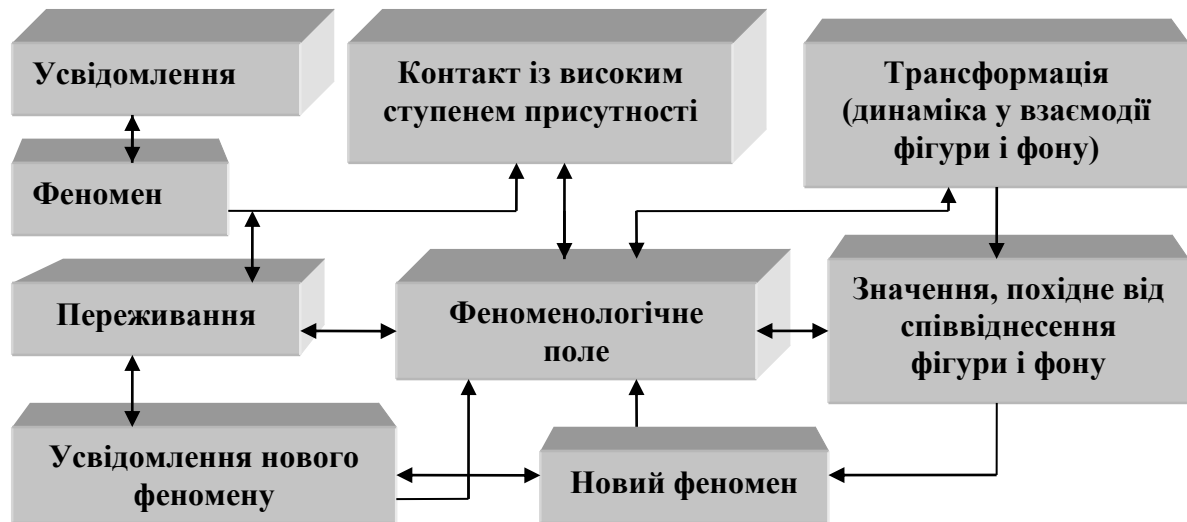 Усвідомлення
Контакт із високим
ступенем присутності
Трансформація
(динаміка у взаємодії
фігури і фону)
Феномен
Переживання
Феноменологічне
поле
Значення, похідне від
співвіднесення
фігури і фону
Усвідомлення нового
феномену
Новий феномен